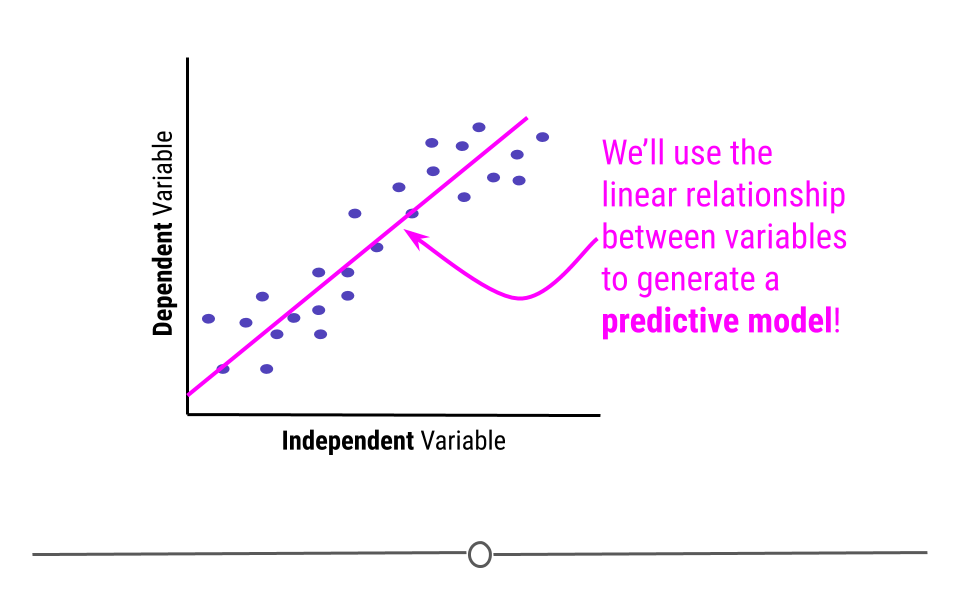 We’ll use the
linear relationship
between variables
to generate a
predictive model!
Dependent Variable
Independent Variable